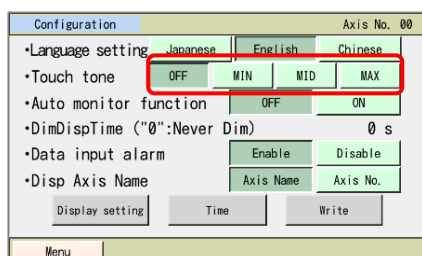 Configuration Axis No. 00
・Language setting Japanese English Chinese
・Touch tone OFF MIN MID MAX
・Auto monitor function OFF ON
・DimDispTime ("0":Never Dim) 0 s
・Data input alarm Enable Disable
・Disp Axis Name Axis Name Axis No.
Display setting Time Write
Menu